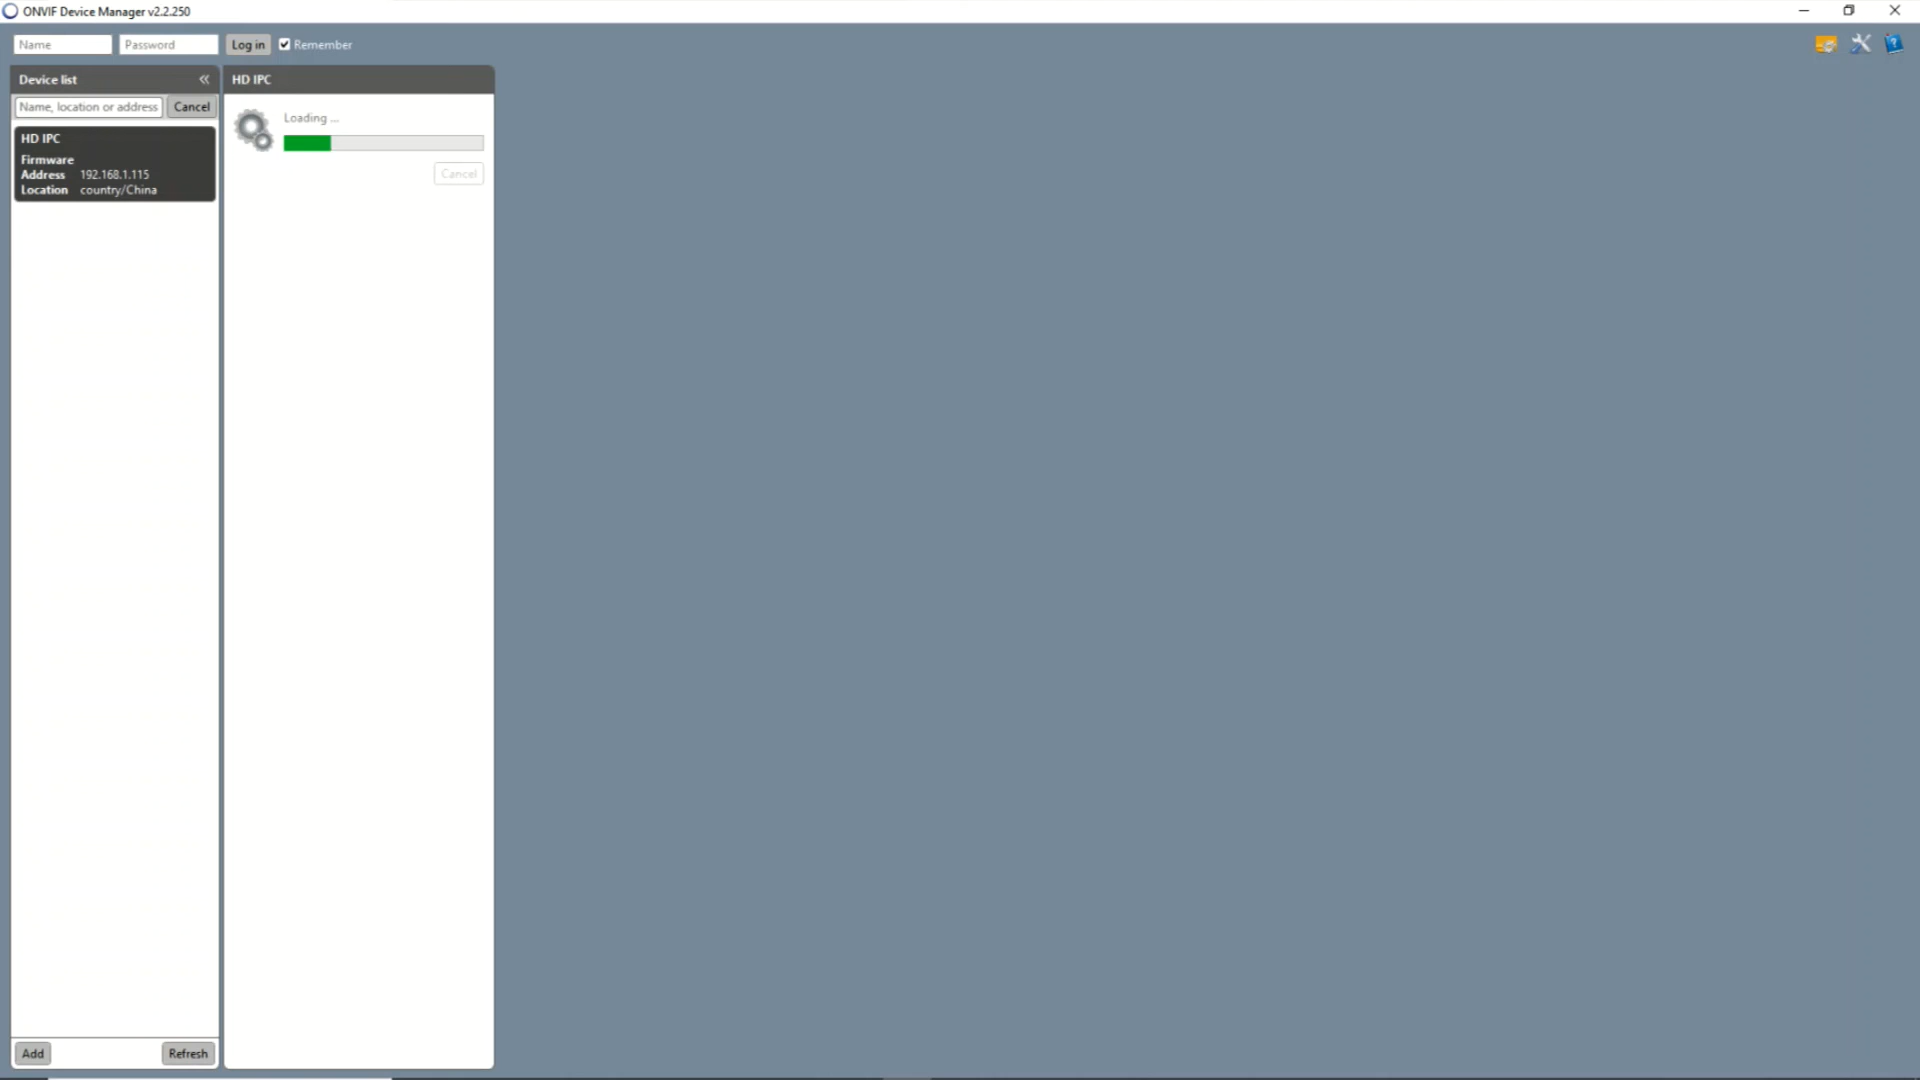 ONVIF Device Manager v2.2.250
Name
Password
Log in
Remember
Device list
Name, location or address
Cancel
HD IPC
Firmware
Address 192.168.1.115
Location country/China
Add
Refresh
HD IPC
Loading ...
Cancel